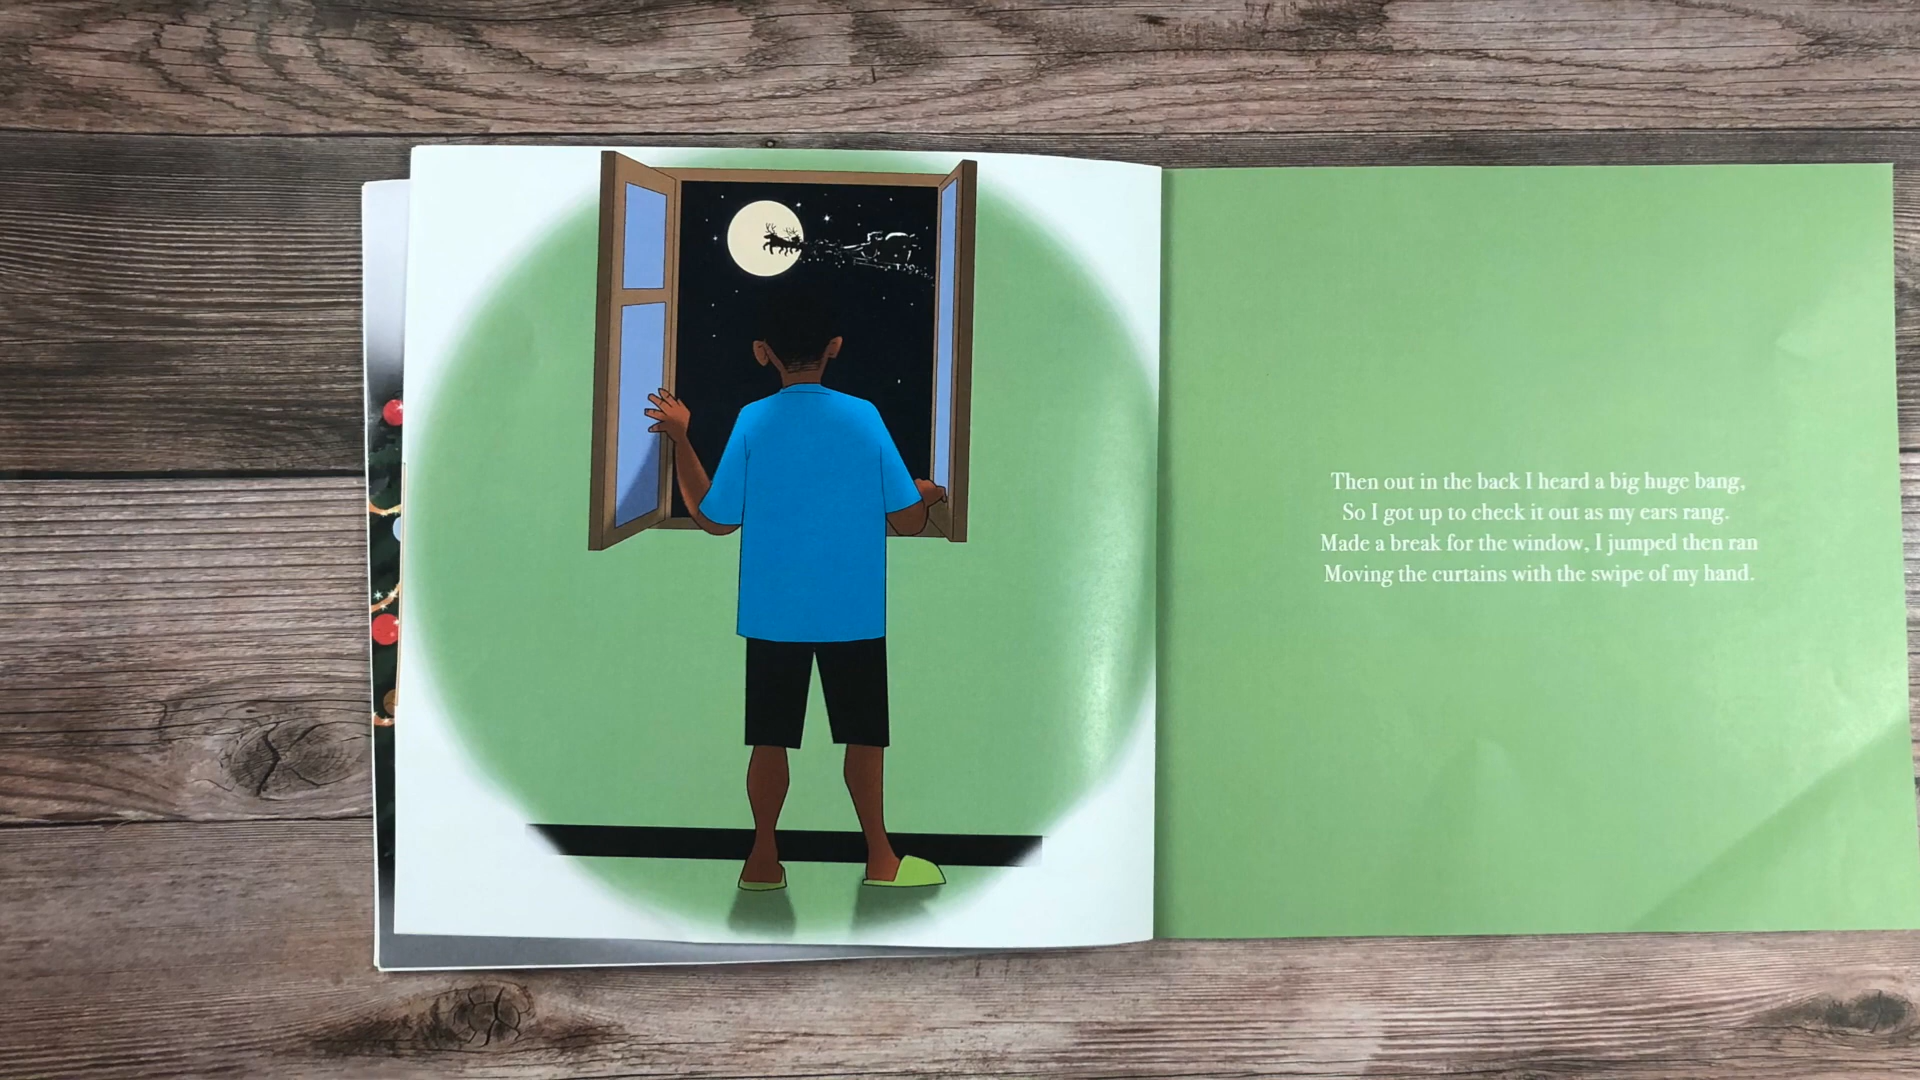 Then out in the back I heard a big huge bang,
So I got up to check it out as my ears rang.
Made a break for the window, I jumped then ran
Moving the curtains with the swipe of my hand.